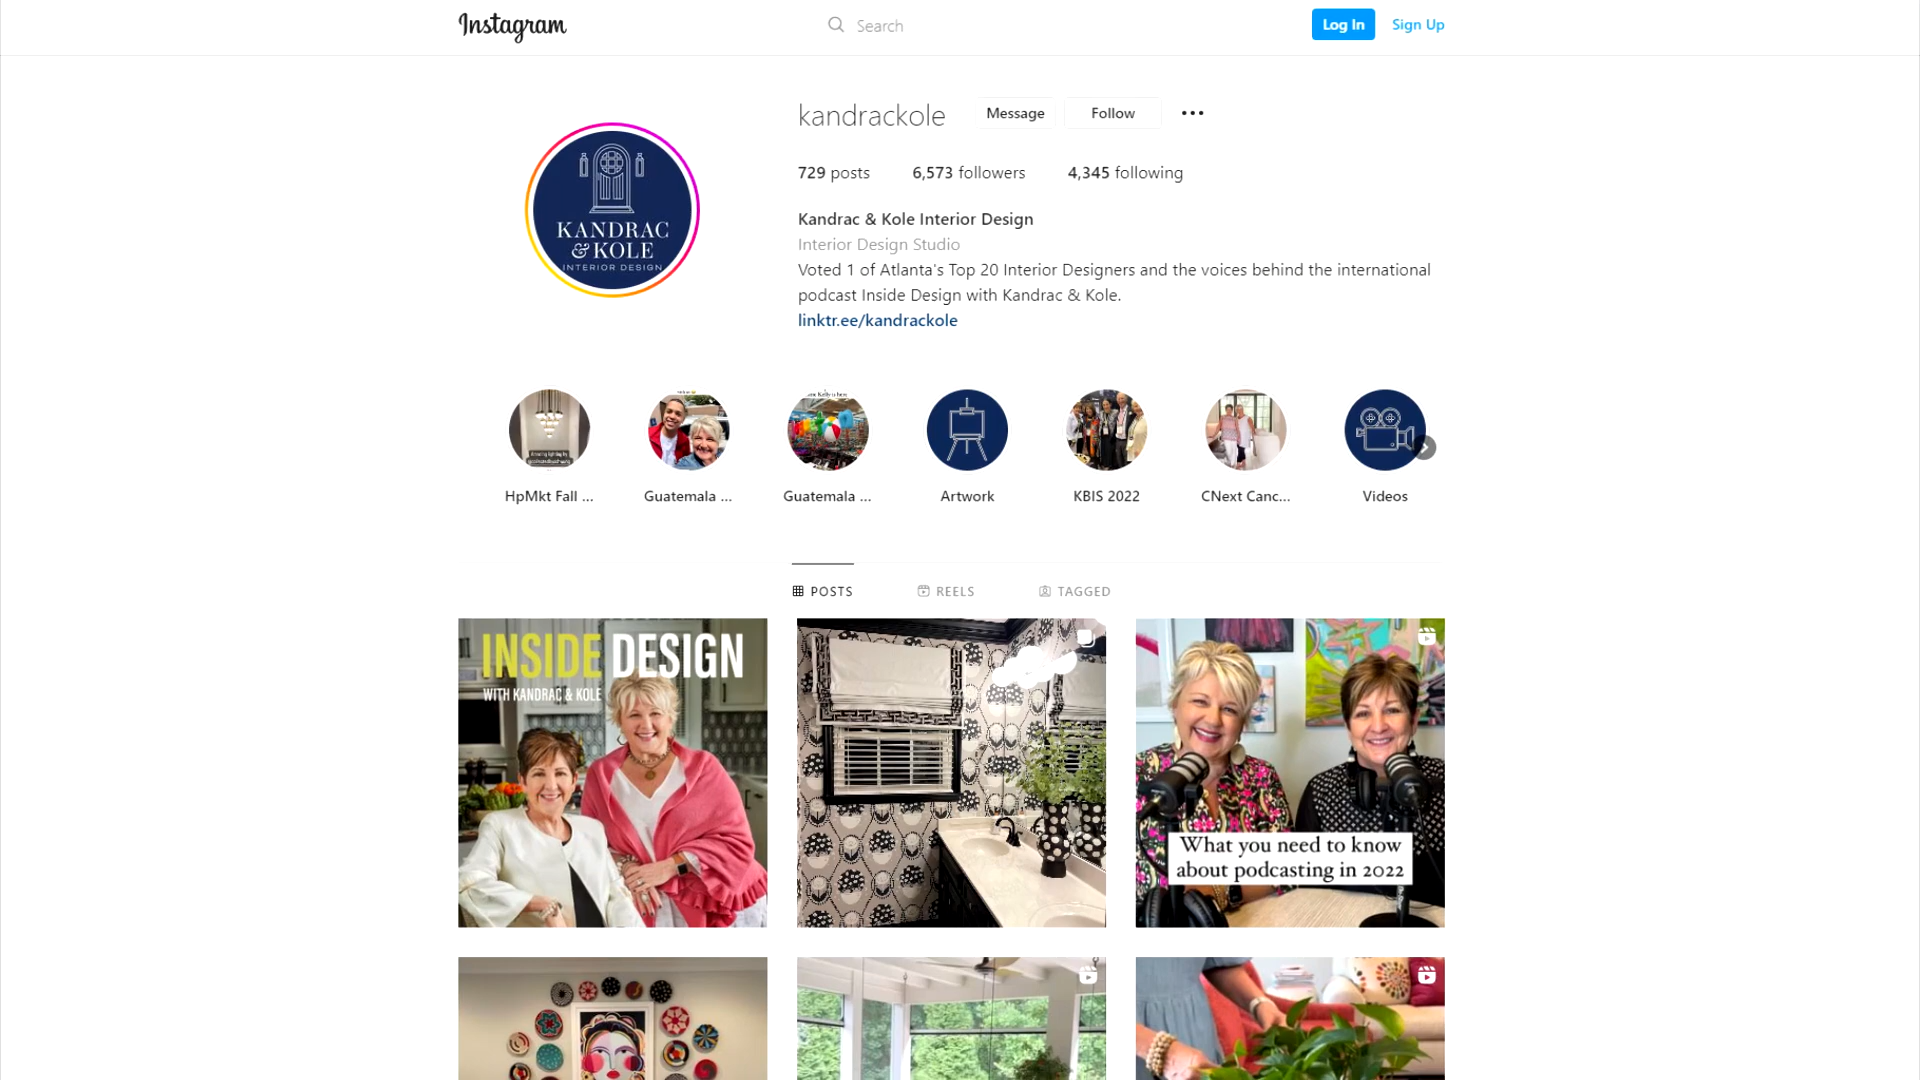 Instagram
Search
Log In
Sign Up
kandrackole
Message
Follow
729 posts
6,573 followers
4,345 following
Kandrac & Kole Interior Design
Interior Design Studio
Voted 1 of Atlanta's Top 20 Interior Designers and the voices behind the international
podcast Inside Design with Kandrac & Kole.
linktr.ee/kandrackole
KANDRAC
& KOLE
INTERIOR DESIGN
HpMkt Fall ...
Guatemala ...
Guatemala ...
Artwork
KBIS 2022
CNext Canc...
Videos
POSTS
REELS
TAGGED
INSIDE DESIGN
WITH KANDRAC & KOLE
What you need to know
about podcasting in 2022